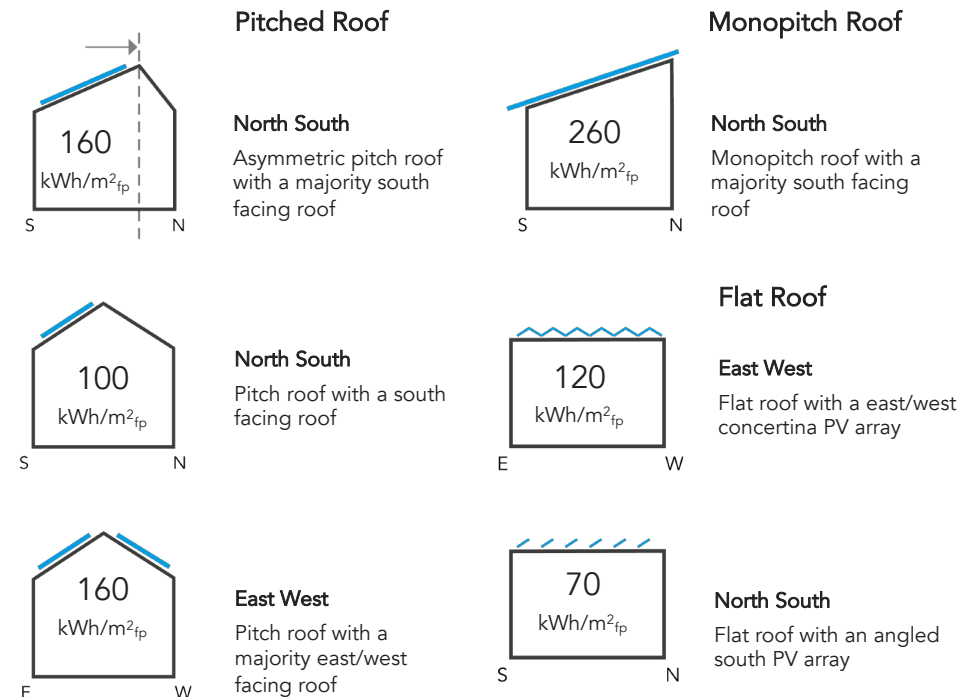 Pitched Roof
160
kWh/m²fp
S
N
North South
Asymmetric pitch roof
with a majority south
facing roof
100
kWh/m²fp
S
N
North South
Pitch roof with a south
facing roof
160
kWh/m²fp
E
W
East West
Pitch roof with a
majority east/west
facing roof
Monopitch Roof
260
kWh/m²fp
S
N
North South
Monopitch roof with a
majority south facing
roof
Flat Roof
120
kWh/m²fp
E
W
East West
Flat roof with a east/west
concertina PV array
70
kWh/m²fp
S
N
North South
Flat roof with an angled
south PV array